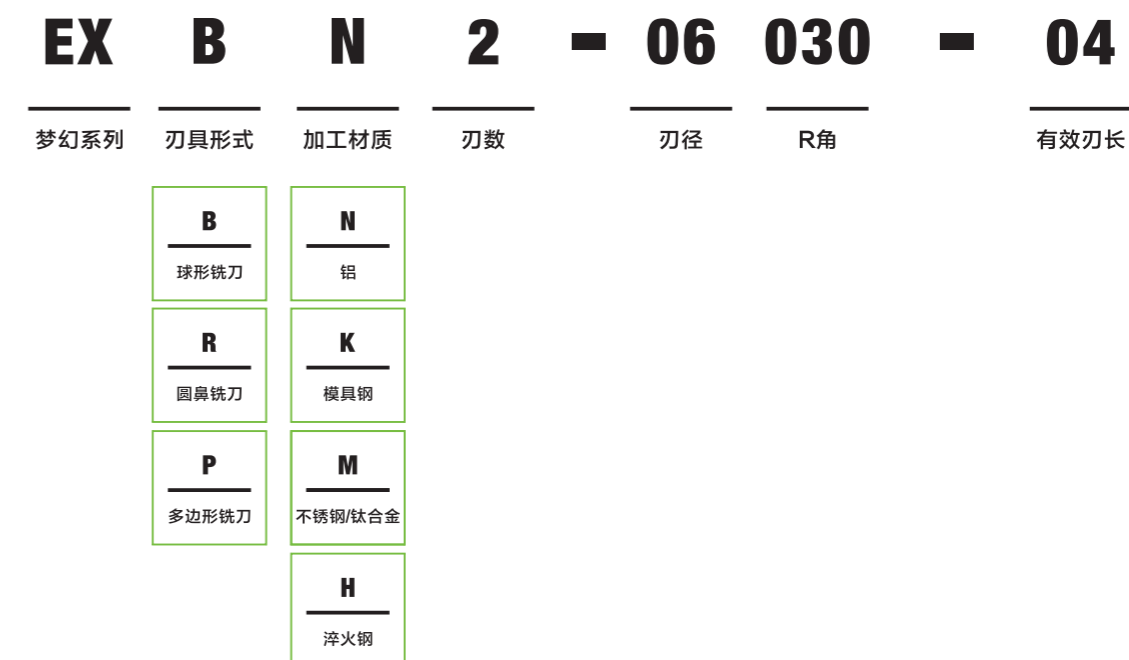 EX B N 2 - 06 030 - 04
梦幻系列 刃具形式 加工材质 刃数 刃径 R角 有效刃长
B N
球形铣刀 铝
R K
圆鼻铣刀 模具钢
P M
多边形铣刀 不锈钢/钛合金
H
淬火钢